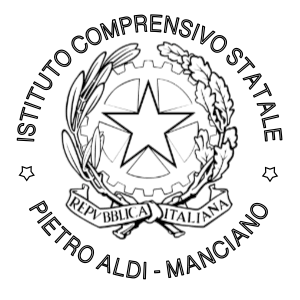 ISTITUTO COMPRENSIVO STATALE
REPVBBLICA ITALIANA
PIETRO ALDI - MANCIANO